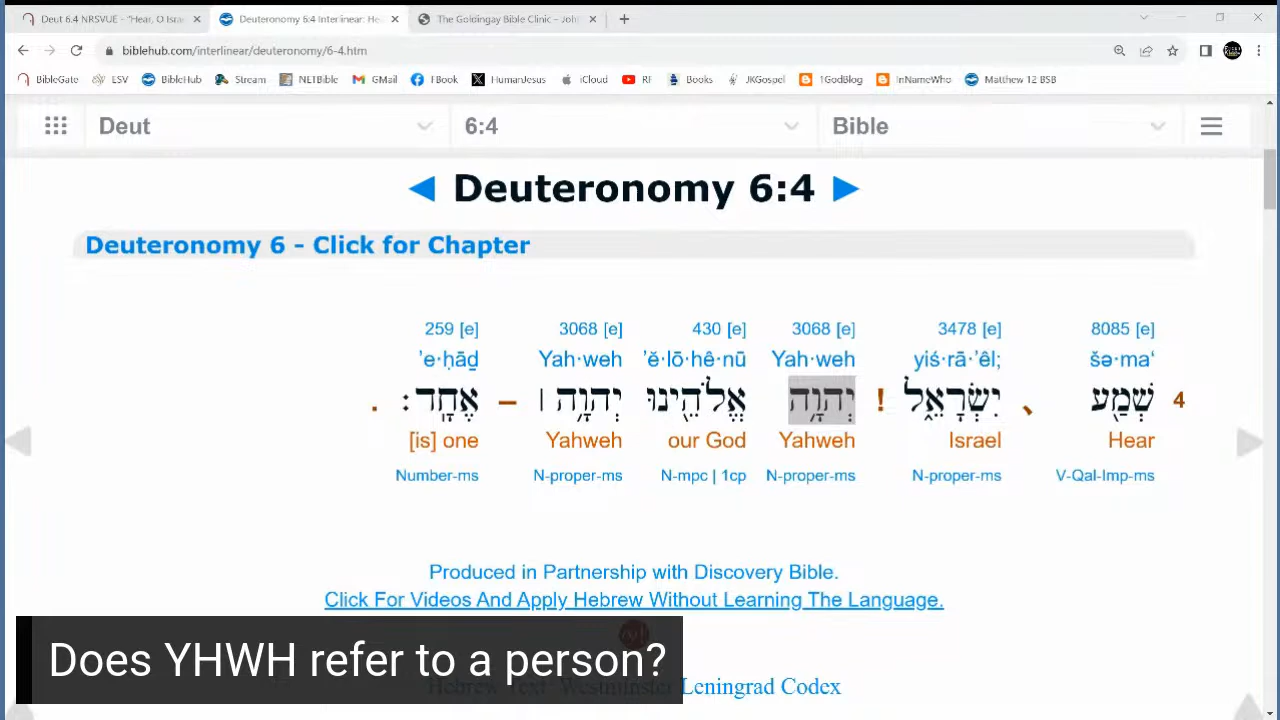 Deut 6.4 NRSVUE - "Hear, O Isra
Deuteronomy 6:4 Interlinear: He
The Goldingay Bible Clinic – Joh
biblehub.com/interlinear/deuteronomy/6-4.htm
BibleGate LSV BibleHub Stream NETBible GMail FBook HumanJesus iCloud RF Books JKGospel 1GodBlog InNameWho Matthew 12 BSB
Deut 6:4 Bible
◄ Deuteronomy 6:4 ►
Deuteronomy 6 - Click for Chapter
259 [e] 3068 [e] 430 [e] 3068 [e] 3478 [e] 8085 [e]
’e·ḥāḏ Yah·weh ’ĕ·lō·hê·nū Yah·weh yiś·rā·’êl; šə·ma‘
4 שְׁמַ֖ע 、 יִשְׂרָאֵ֑ל ! יְהוָ֥ה אֱלֹהֵ֖ינוּ יְהוָ֥ה ׀ – אֶחָֽד׃ .
[is] one Yahweh our God Yahweh Israel Hear
Number-ms N-proper-ms N-mpc | 1cp N-proper-ms N-proper-ms V-Qal-Imp-ms
Produced in Partnership with Discovery Bible.
Click For Videos And Apply Hebrew Without Learning The Language.
Does YHWH refer to a person?
Hebrew Text Westminster Leningrad Codex